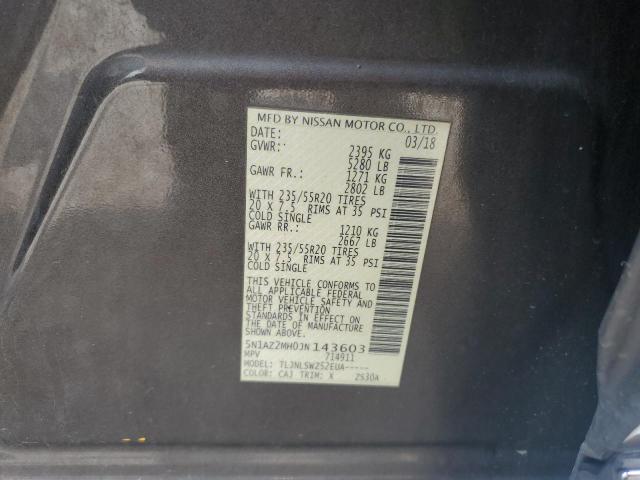 MFD BY NISSAN MOTOR CO., LTD.
DATE: 03/18
GVWR: 2395 KG
5280 LB
GAWR FR.: 1271 KG
2802 LB
WITH 235/55R20 TIRES
20 X 7.5 RIMS AT 35 PSI
COLD SINGLE
GAWR RR.: 1210 KG
2667 LB
WITH 235/55R20 TIRES
20 X 7.5 RIMS AT 35 PSI
COLD SINGLE
THIS VEHICLE CONFORMS TO
ALL APPLICABLE FEDERAL
MOTOR VEHICLE SAFETY AND
THEFT PREVENTION
STANDARDS IN EFFECT ON
THE DATE OF MANUFACTURE
SHOWN ABOVE.
5N1AZ2MH0JN143603
MPV 714911
MODEL: TLJNLSWZS2EUA-----
COLOR: CAJ TRIM: X ZS30A